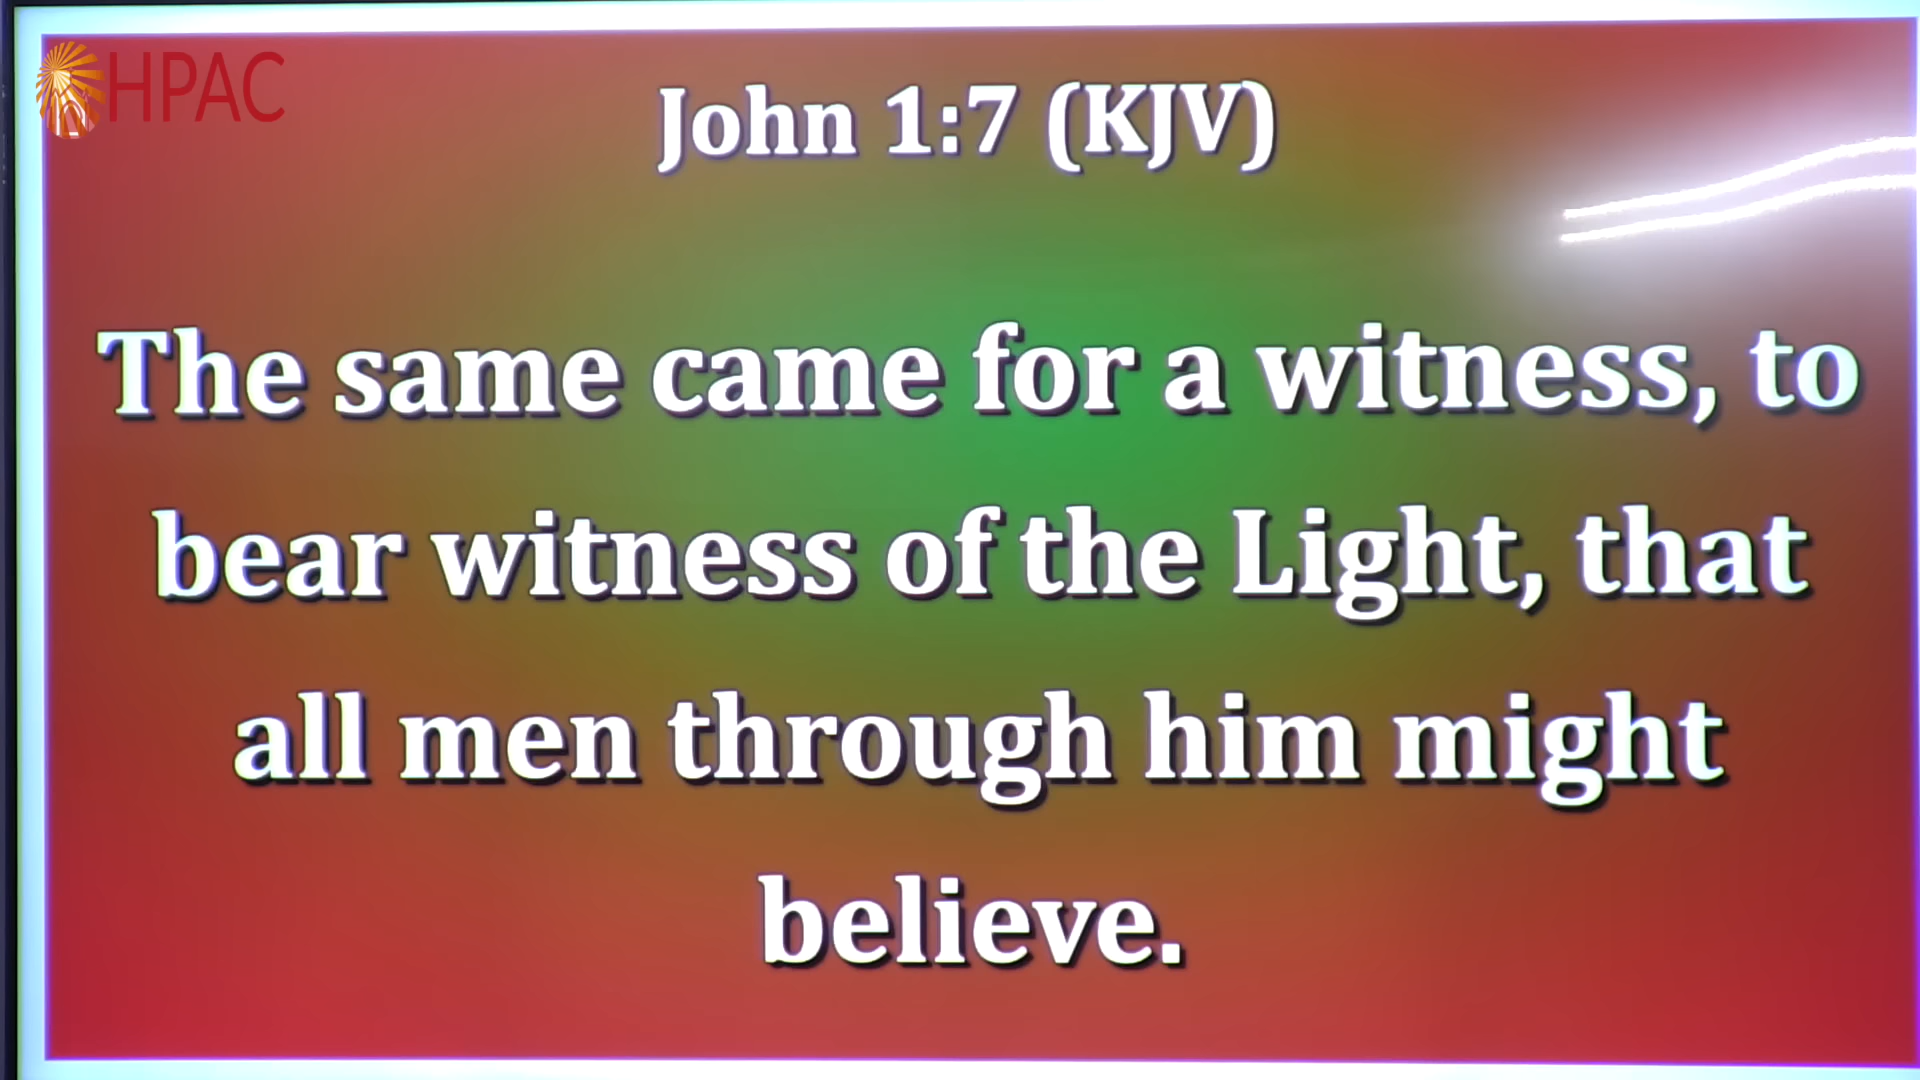 HPAC
John 1:7 (KJV)
The same came for a witness, to
bear witness of the Light, that
all men through him might
believe.